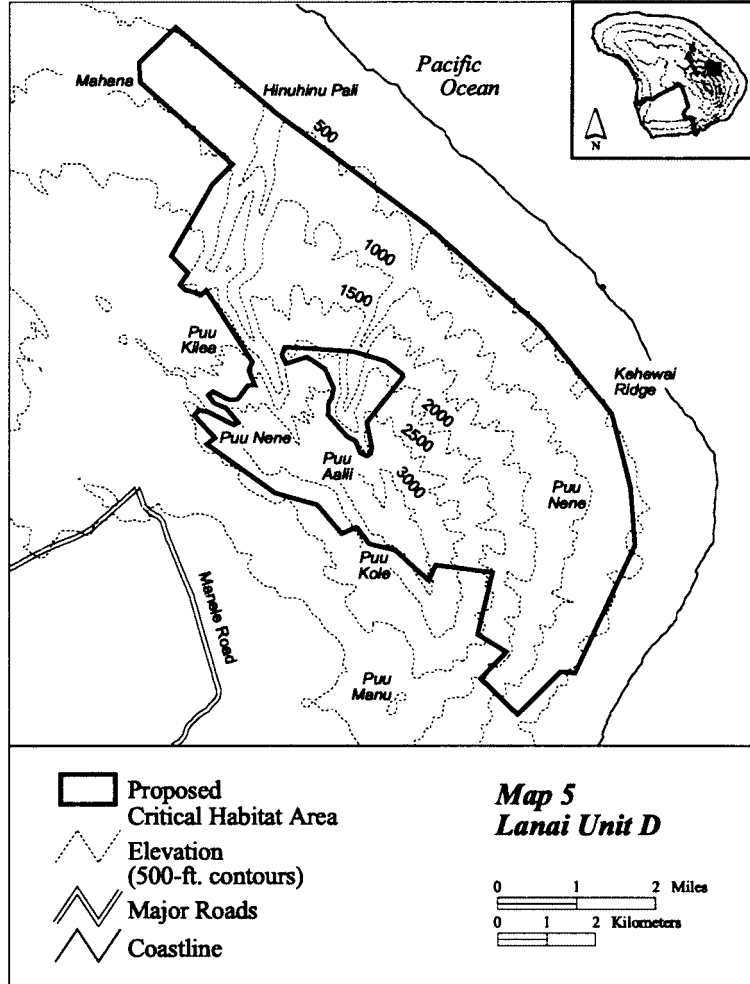 Pacific
Ocean
N
Mahana
Hinuhinu Pali
500
1000
1500
Puu
Kilea
Kehewai
Ridge
2000
2500
3000
Puu Nene
Puu
Aalii
Puu
Nene
Puu
Kole
Manele Road
Puu
Manu
Proposed
Critical Habitat Area
Elevation
(500-ft. contours)
Major Roads
Coastline
Map 5
Lanai Unit D
0 1 2 Miles
0 1 2 Kilometers